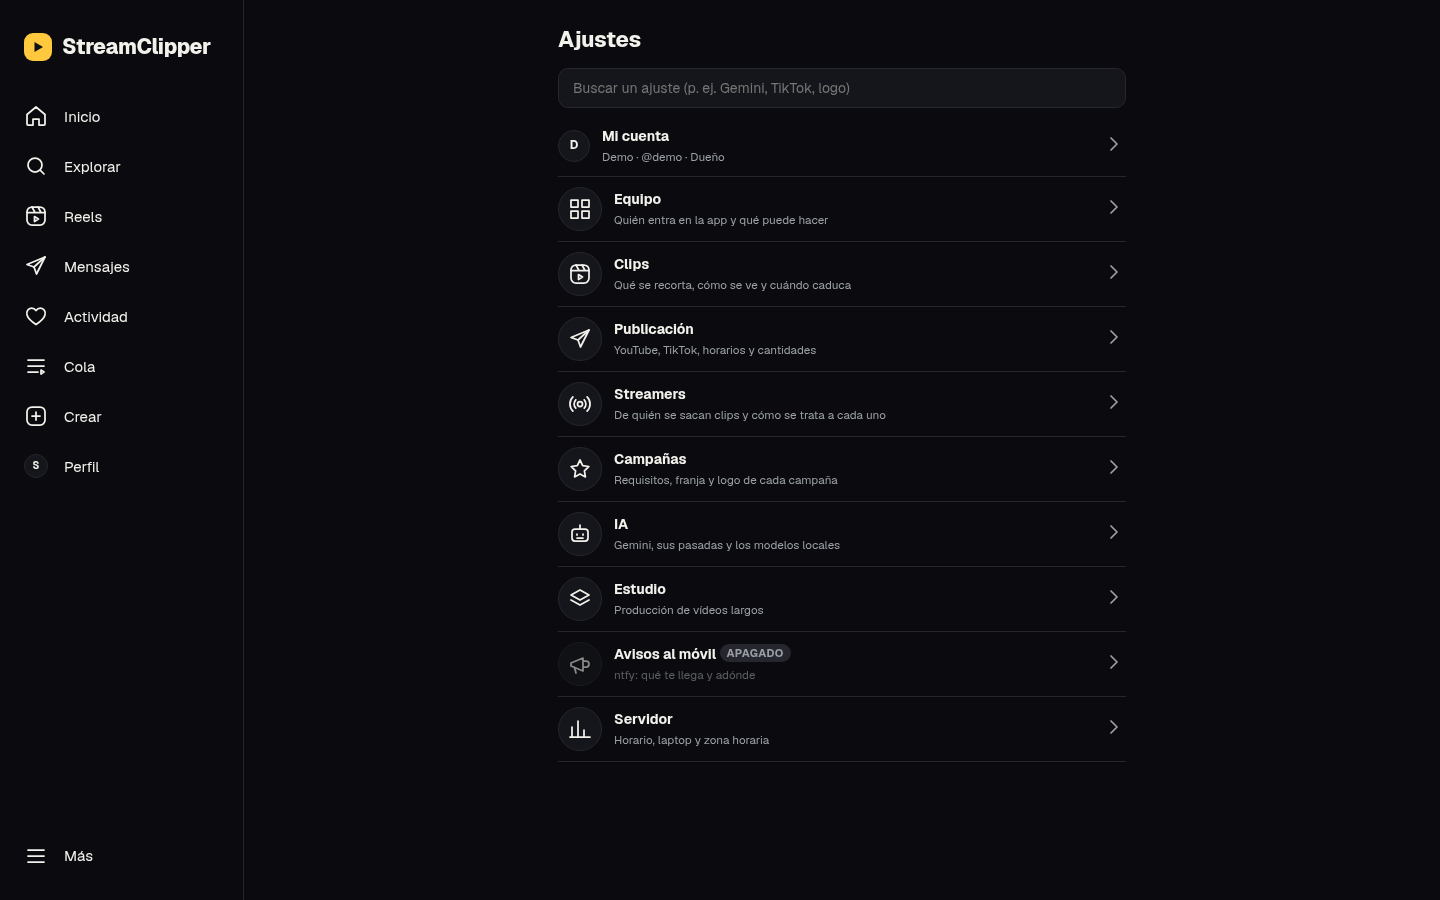 StreamClipper
Inicio
Explorar
Reels
Mensajes
Actividad
Cola
Crear
S
Perfil
Más
Ajustes
Buscar un ajuste (p. ej. Gemini, TikTok, logo)
D
Mi cuenta
Demo · @demo · Dueño
Equipo
Quién entra en la app y qué puede hacer
Clips
Qué se recorta, cómo se ve y cuándo caduca
Publicación
YouTube, TikTok, horarios y cantidades
Streamers
De quién se sacan clips y cómo se trata a cada uno
Campañas
Requisitos, franja y logo de cada campaña
IA
Gemini, sus pasadas y los modelos locales
Estudio
Producción de vídeos largos
Avisos al móvil APAGADO
ntfy: qué te llega y adónde
Servidor
Horario, laptop y zona horaria